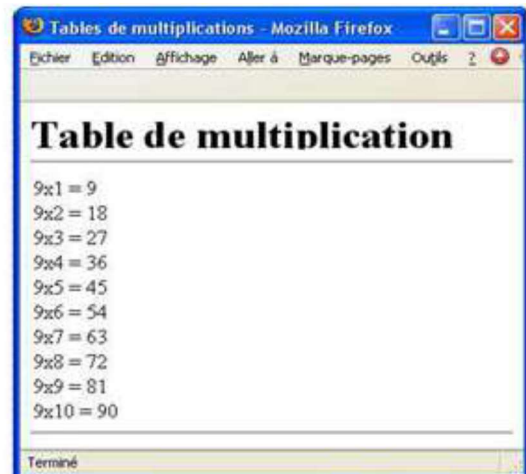 Tables de multiplications - Mozilla Firefox
Fichier Edition Affichage Aller à Marque-pages Outils ?
Table de multiplication
9x1 = 9
9x2 = 18
9x3 = 27
9x4 = 36
9x5 = 45
9x6 = 54
9x7 = 63
9x8 = 72
9x9 = 81
9x10 = 90
Terminé